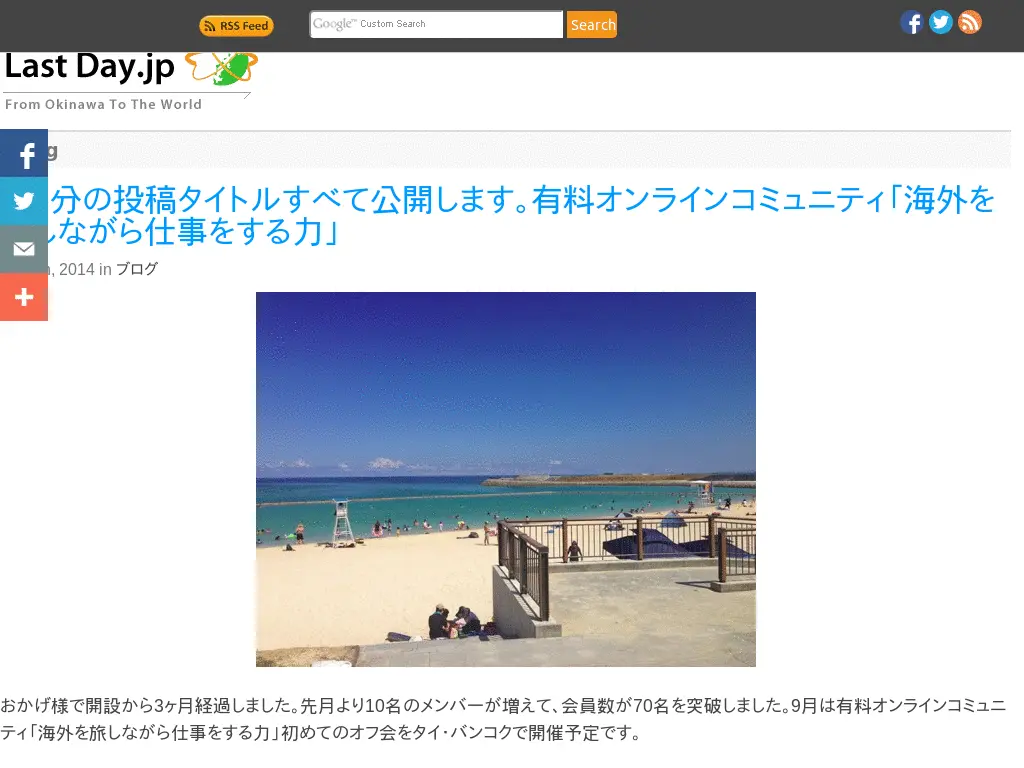 RSS Feed
Google™ Custom Search
Search
Last Day.jp
From Okinawa To The World
分の投稿タイトルすべて公開します。有料オンラインコミュニティ「海外を
しながら仕事をする力」
, 2014 in ブログ
おかげ様で開設から3ヶ月経過しました。先月より10名のメンバーが増えて、会員数が70名を突破しました。9月は有料オンラインコミュニ
ティ「海外を旅しながら仕事をする力」初めてのオフ会をタイ・バンコクで開催予定です。